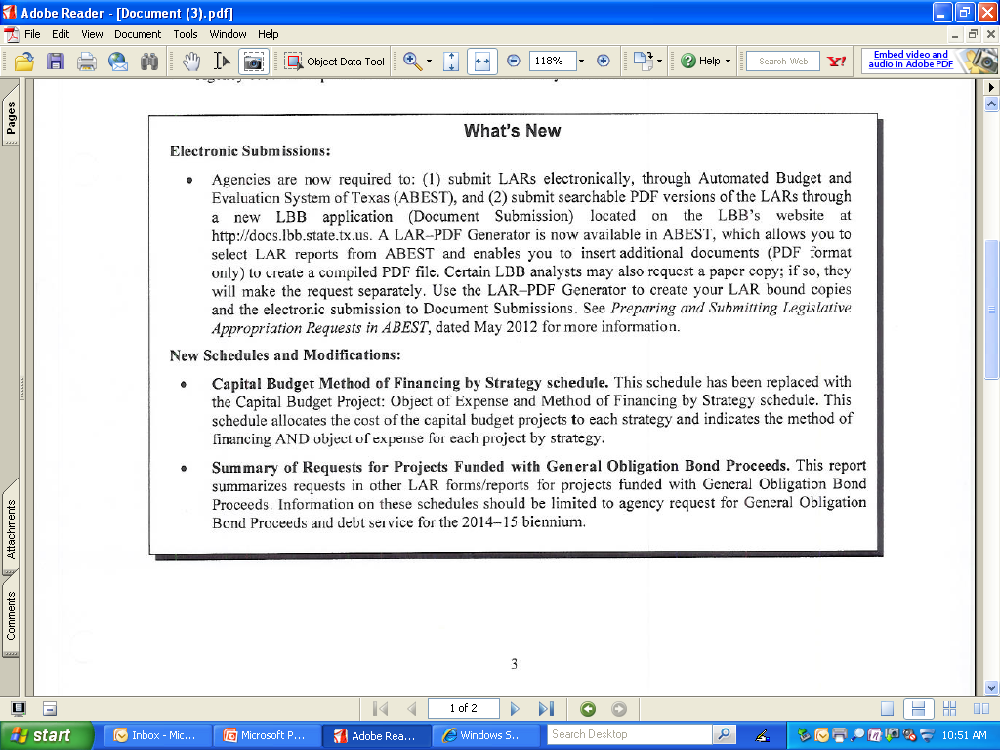 Adobe Reader - [Document (3).pdf]
File Edit View Document Tools Window Help
Object Data Tool 118% Help Search Web Y! Embed video and
audio in Adobe PDF
Pages
What's New
Electronic Submissions:
• Agencies are now required to: (1) submit LARs electronically, through Automated Budget and
Evaluation System of Texas (ABEST), and (2) submit searchable PDF versions of the LARs through
a new LBB application (Document Submission) located on the LBB's website at
http://docs.lbb.state.tx.us. A LAR–PDF Generator is now available in ABEST, which allows you to
select LAR reports from ABEST and enables you to insert additional documents (PDF format
only) to create a compiled PDF file. Certain LBB analysts may also request a paper copy; if so, they
will make the request separately. Use the LAR–PDF Generator to create your LAR bound copies
and the electronic submission to Document Submissions. See Preparing and Submitting Legislative
Appropriation Requests in ABEST, dated May 2012 for more information.
New Schedules and Modifications:
• Capital Budget Method of Financing by Strategy schedule. This schedule has been replaced with
the Capital Budget Project: Object of Expense and Method of Financing by Strategy schedule. This
schedule allocates the cost of the capital budget projects to each strategy and indicates the method of
financing AND object of expense for each project by strategy.
• Summary of Requests for Projects Funded with General Obligation Bond Proceeds. This report
summarizes requests in other LAR forms/reports for projects funded with General Obligation Bond
Proceeds. Information on these schedules should be limited to agency request for General Obligation
Bond Proceeds and debt service for the 2014–15 biennium.
Attachments
Comments
3
1 of 2
start Inbox - Mic... Microsoft P... Adobe Rea... Windows S... Search Desktop 10:51 AM